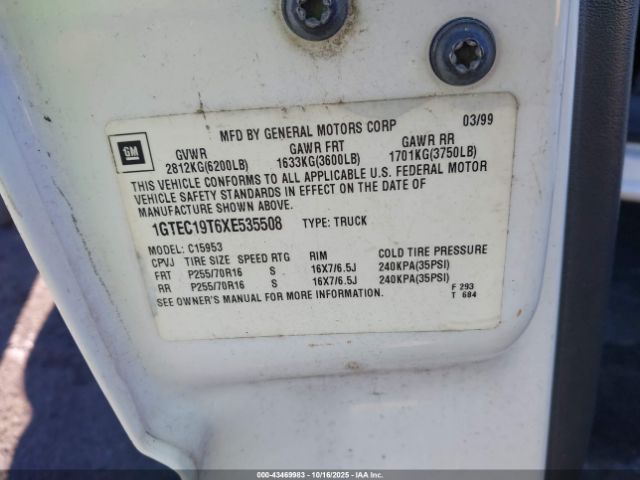 MFD BY GENERAL MOTORS CORP 03/99
GM
GVWR GAWR FRT GAWR RR
2812KG(6200LB) 1633KG(3600LB) 1701KG(3750LB)
THIS VEHICLE CONFORMS TO ALL APPLICABLE U.S. FEDERAL MOTOR
VEHICLE SAFETY STANDARDS IN EFFECT ON THE DATE OF
MANUFACTURE SHOWN ABOVE.
1GTEC19T6XE535508 TYPE: TRUCK
MODEL: C15953
CPVJ TIRE SIZE SPEED RTG RIM COLD TIRE PRESSURE
FRT P255/70R16 S 16X7/6.5J 240KPA(35PSI)
RR P255/70R16 S 16X7/6.5J 240KPA(35PSI)
SEE OWNER'S MANUAL FOR MORE INFORMATION.
F 293
T 684
000-43469983 - 10/16/2025 - IAAI.COM